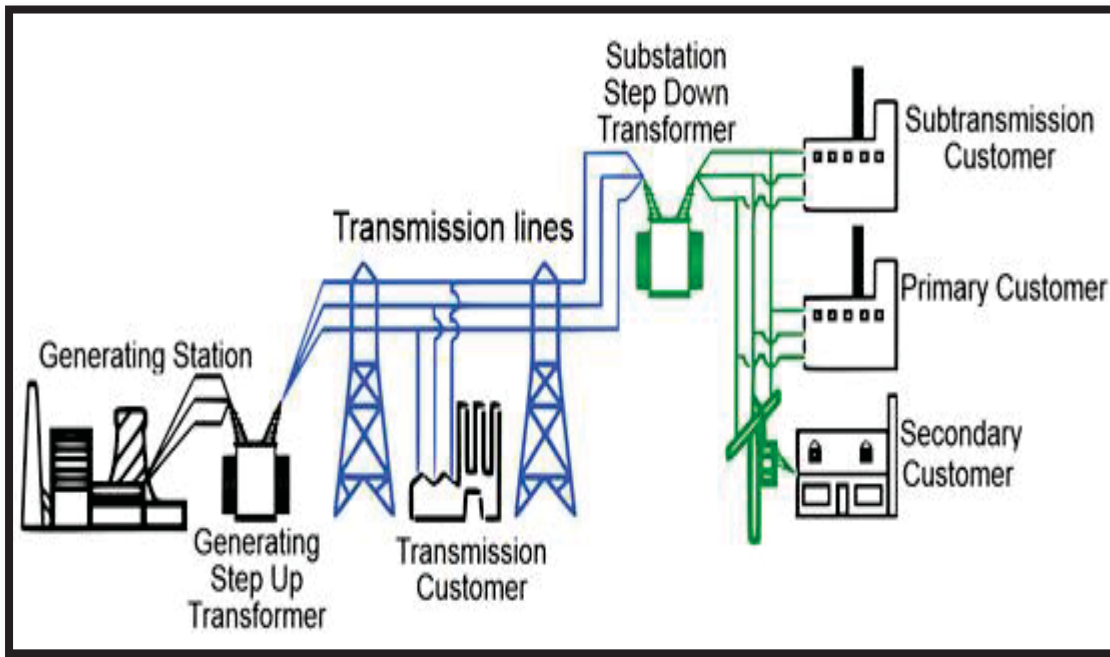 Substation
Step Down
Transformer
Subtransmission
Customer
Transmission lines
Primary Customer
Generating Station
Secondary
Customer
Generating
Step Up
Transformer
Transmission
Customer